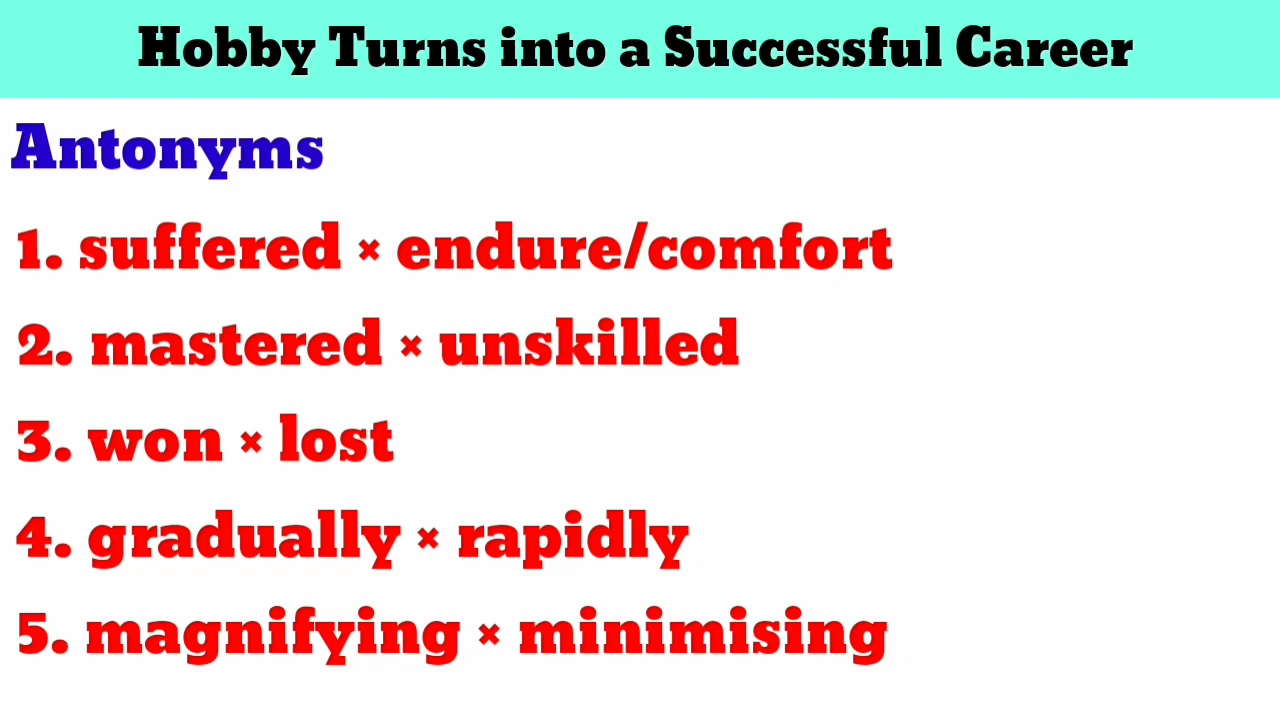 Hobby Turns into a Successful Career
Antonyms
1. suffered × endure/comfort
2. mastered × unskilled
3. won × lost
4. gradually × rapidly
5. magnifying × minimising